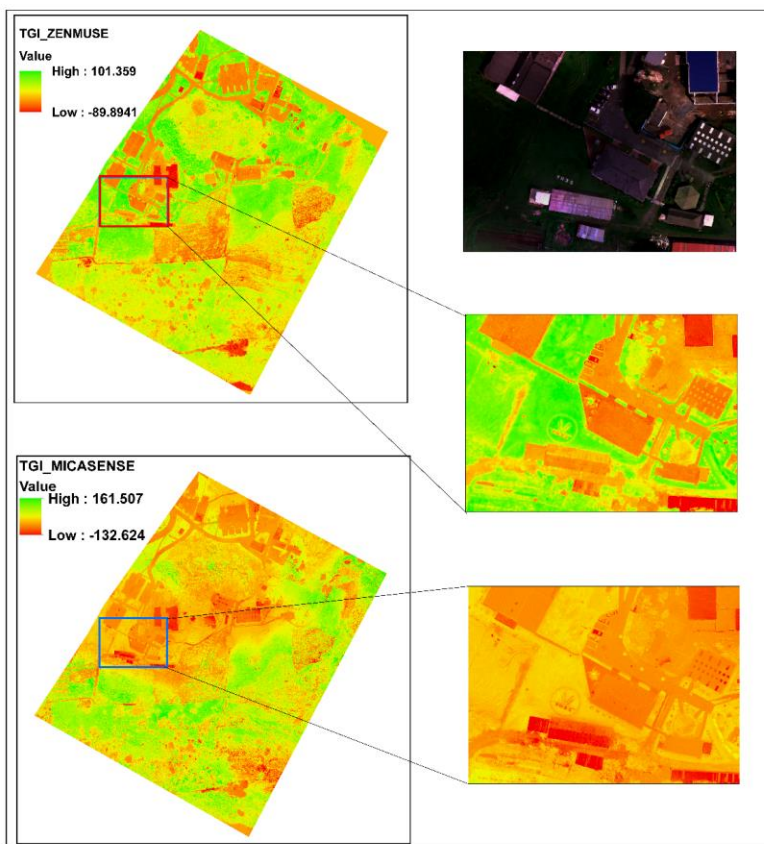 TGI_ZENMUSE
Value
High : 101.359
Low : -89.8941
TGI_MICASENSE
Value
High : 161.507
Low : -132.624